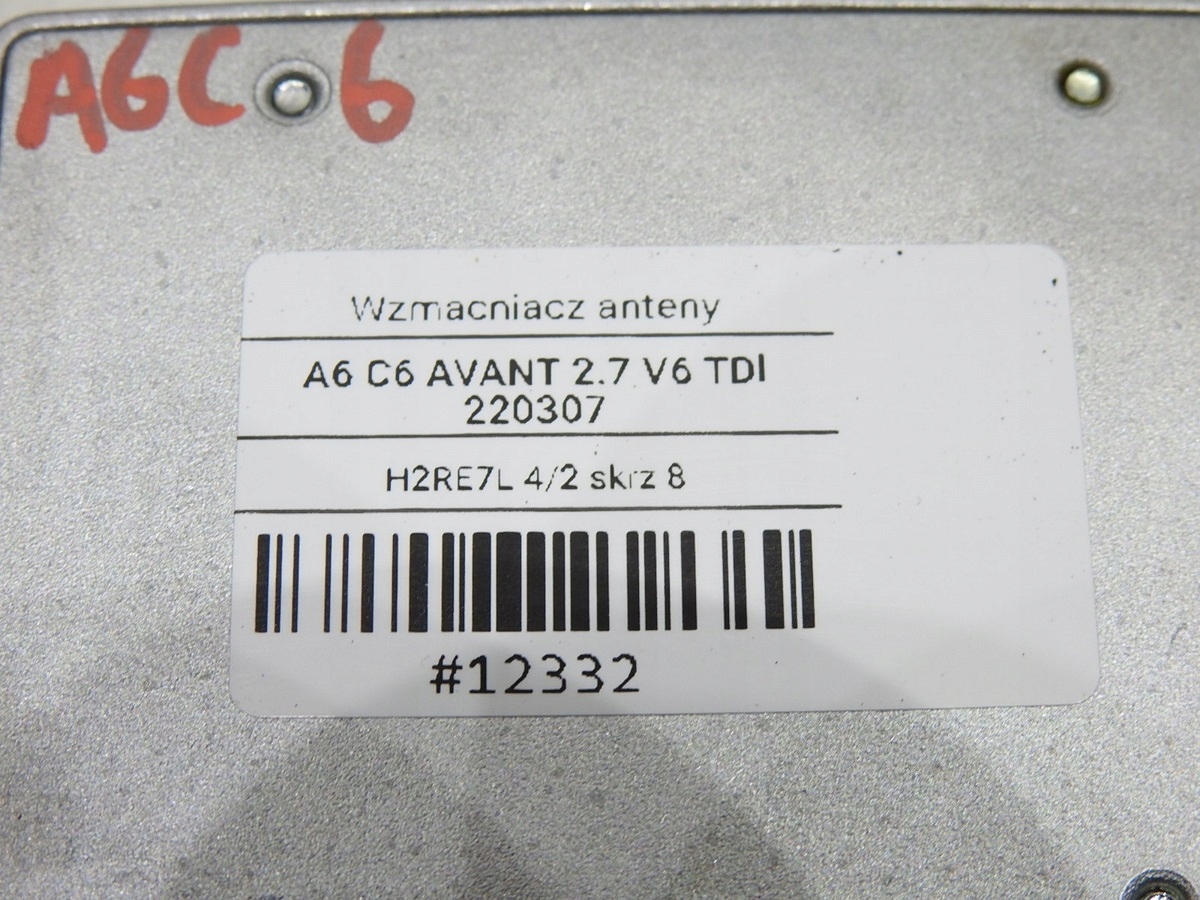 A6C 6
Wzmacniacz anteny
A6 C6 AVANT 2.7 V6 TDI
220307
H2RE7L 4/2 skrz 8
#12332